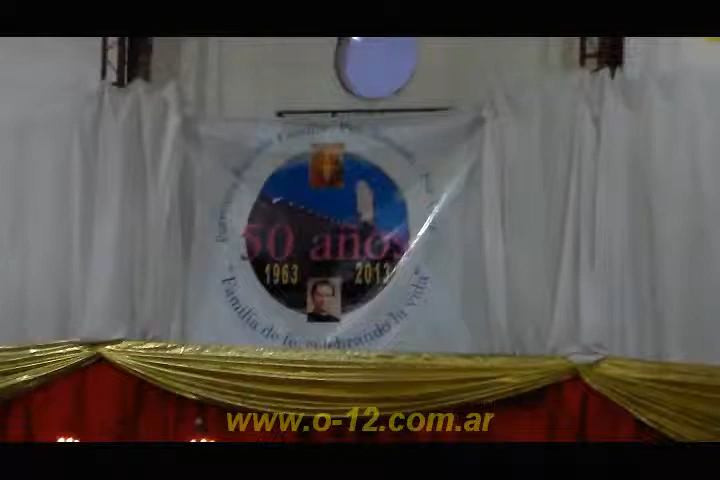 50 años
1963 2013
"Familia de fe, celebrando la vida"
www.o-12.com.ar